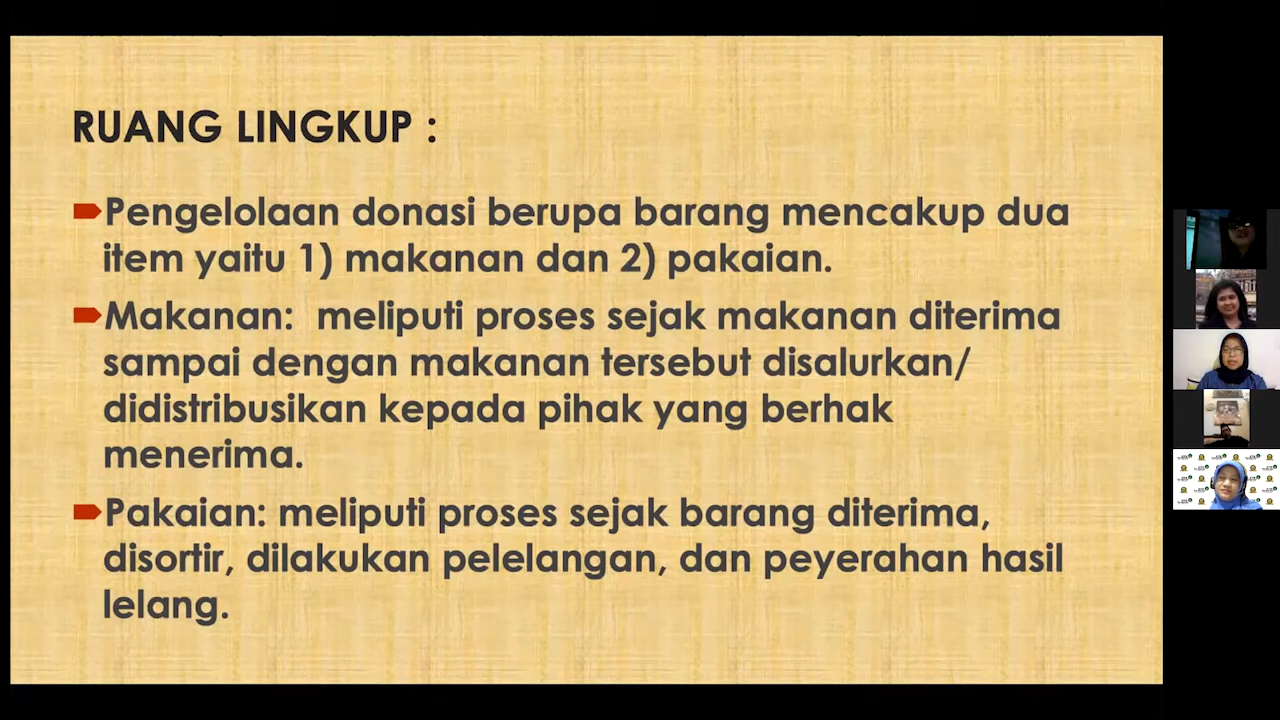 RUANG LINGKUP :
Pengelolaan donasi berupa barang mencakup dua
item yaitu 1) makanan dan 2) pakaian.
Makanan:  meliputi proses sejak makanan diterima
sampai dengan makanan tersebut disalurkan/
didistribusikan kepada pihak yang berhak
menerima.
Pakaian: meliputi proses sejak barang diterima,
disortir, dilakukan pelelangan, dan peyerahan hasil
lelang.